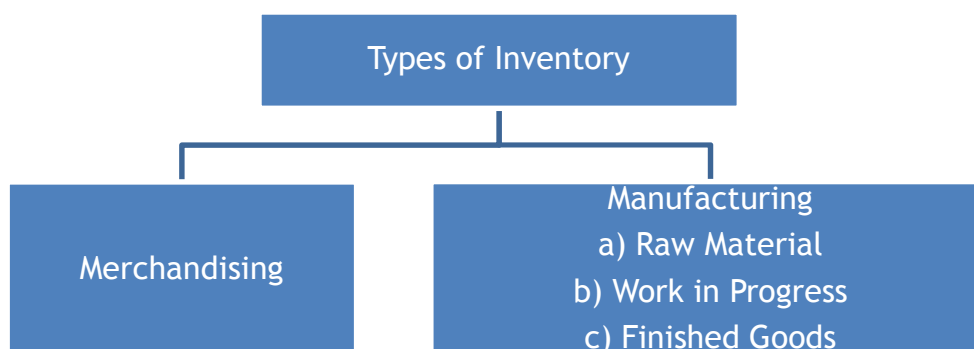 Types of Inventory
Merchandising
Manufacturing
a) Raw Material
b) Work in Progress
c) Finished Goods